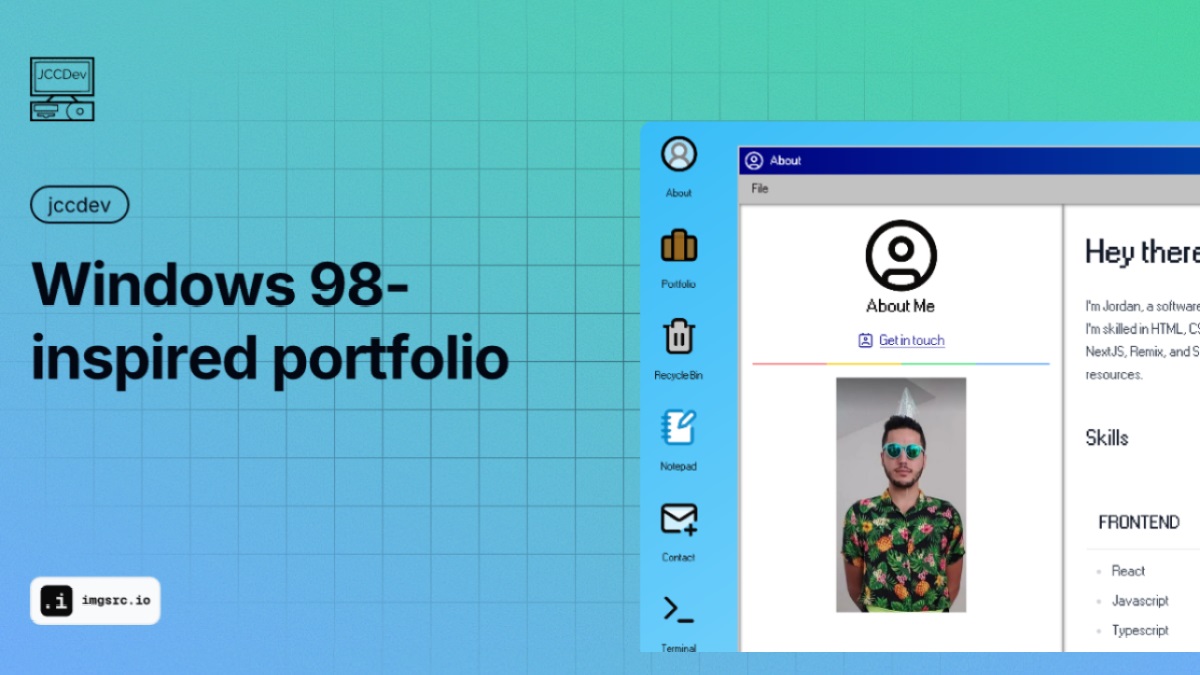 JCCDev
jccdev
Windows 98-
inspired portfolio
.i imgsrc.io
About
Portfolio
Recycle Bin
Notepad
Contact
Terminal
About
File
About Me
Get in touch
Hey there
I'm Jordan, a software
I'm skilled in HTML, CS
NextJS, Remix, and S
resources.
Skills
FRONTEND
React
Javascript
Typescript